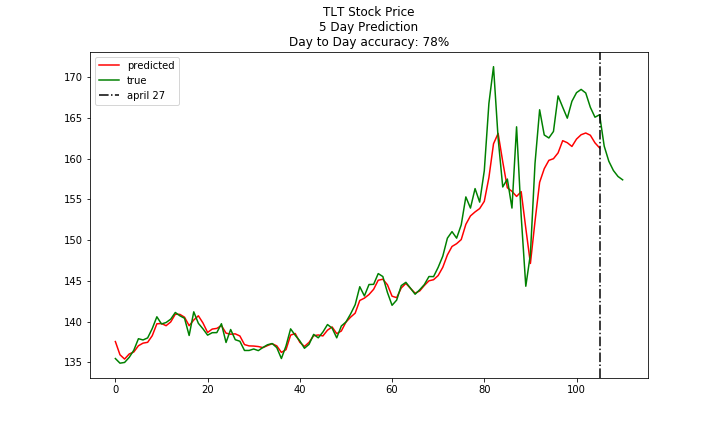 TLT Stock Price
5 Day Prediction
Day to Day accuracy: 78%
predicted
true
april 27
170
165
160
155
150
145
140
135
0 20 40 60 80 100